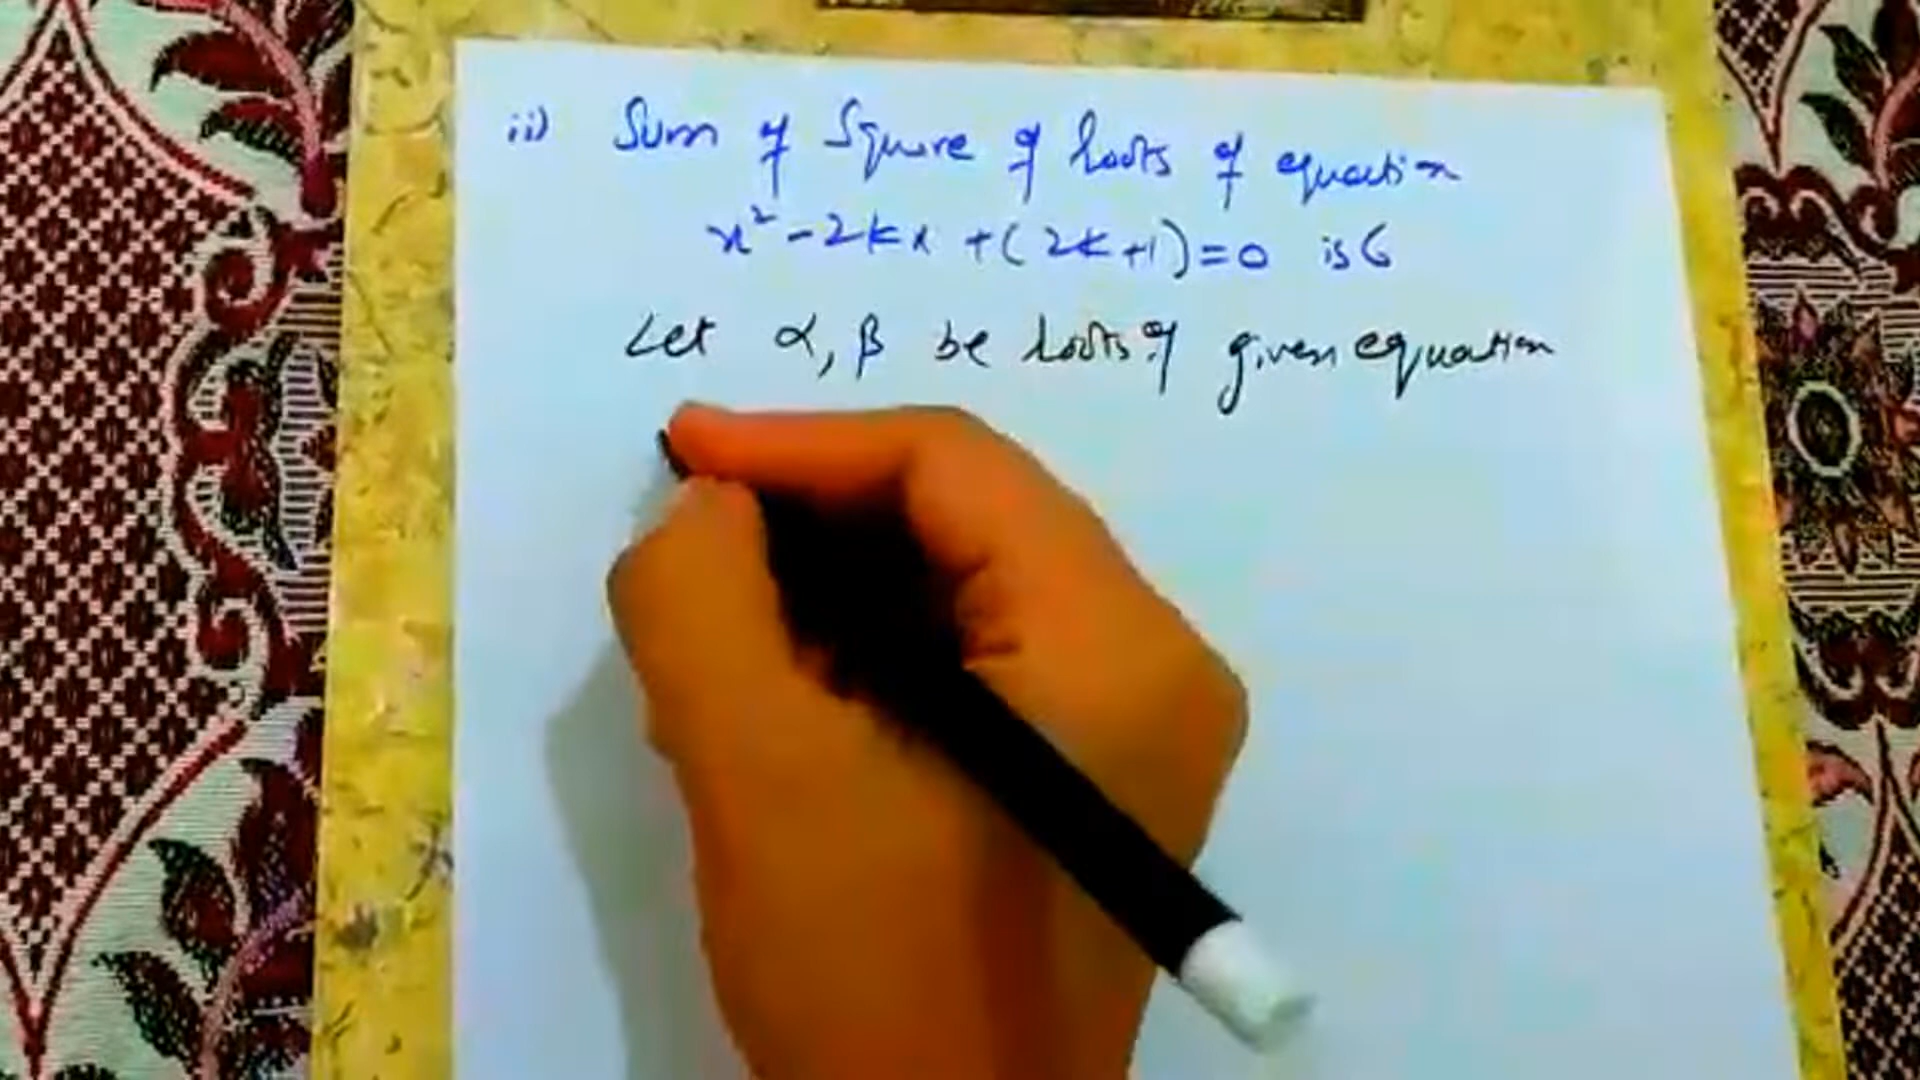 ii) Sum of Square of roots of equation
x² - 2kx + (2k+1) = 0 is 6
Let α, β be roots of given equation